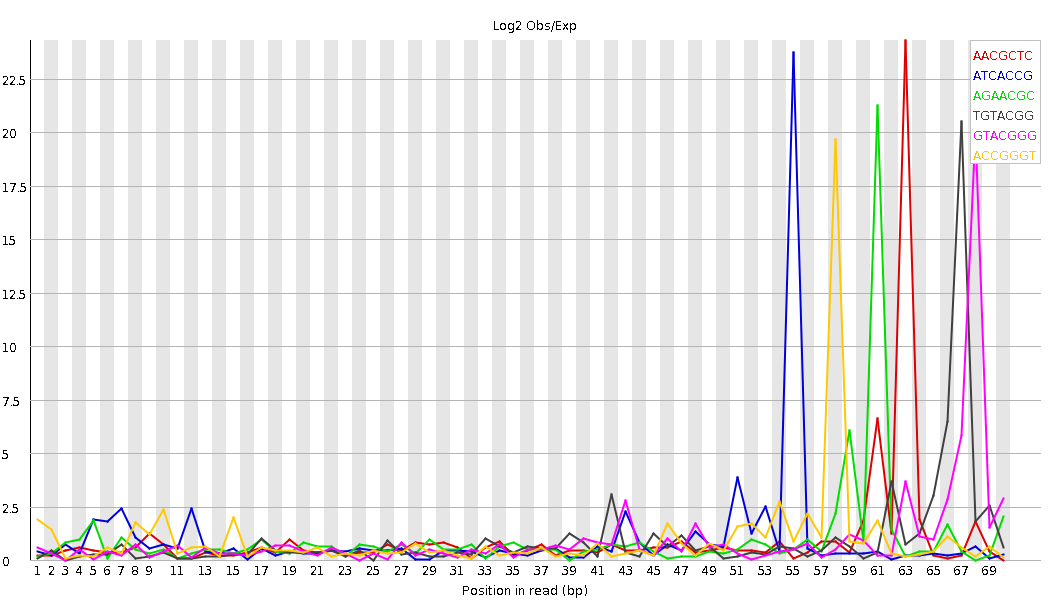 Log2 Obs/Exp
AACGCTC
ATCACCG
AGAACGC
TGTACGG
GTACGGG
ACCGGGT
22.5
20
17.5
15
12.5
10
7.5
5
2.5
0
1 2 3 4 5 6 7 8 9 11 13 15 17 19 21 23 25 27 29 31 33 35 37 39 41 43 45 47 49 51 53 55 57 59 61 63 65 67 69
Position in read (bp)